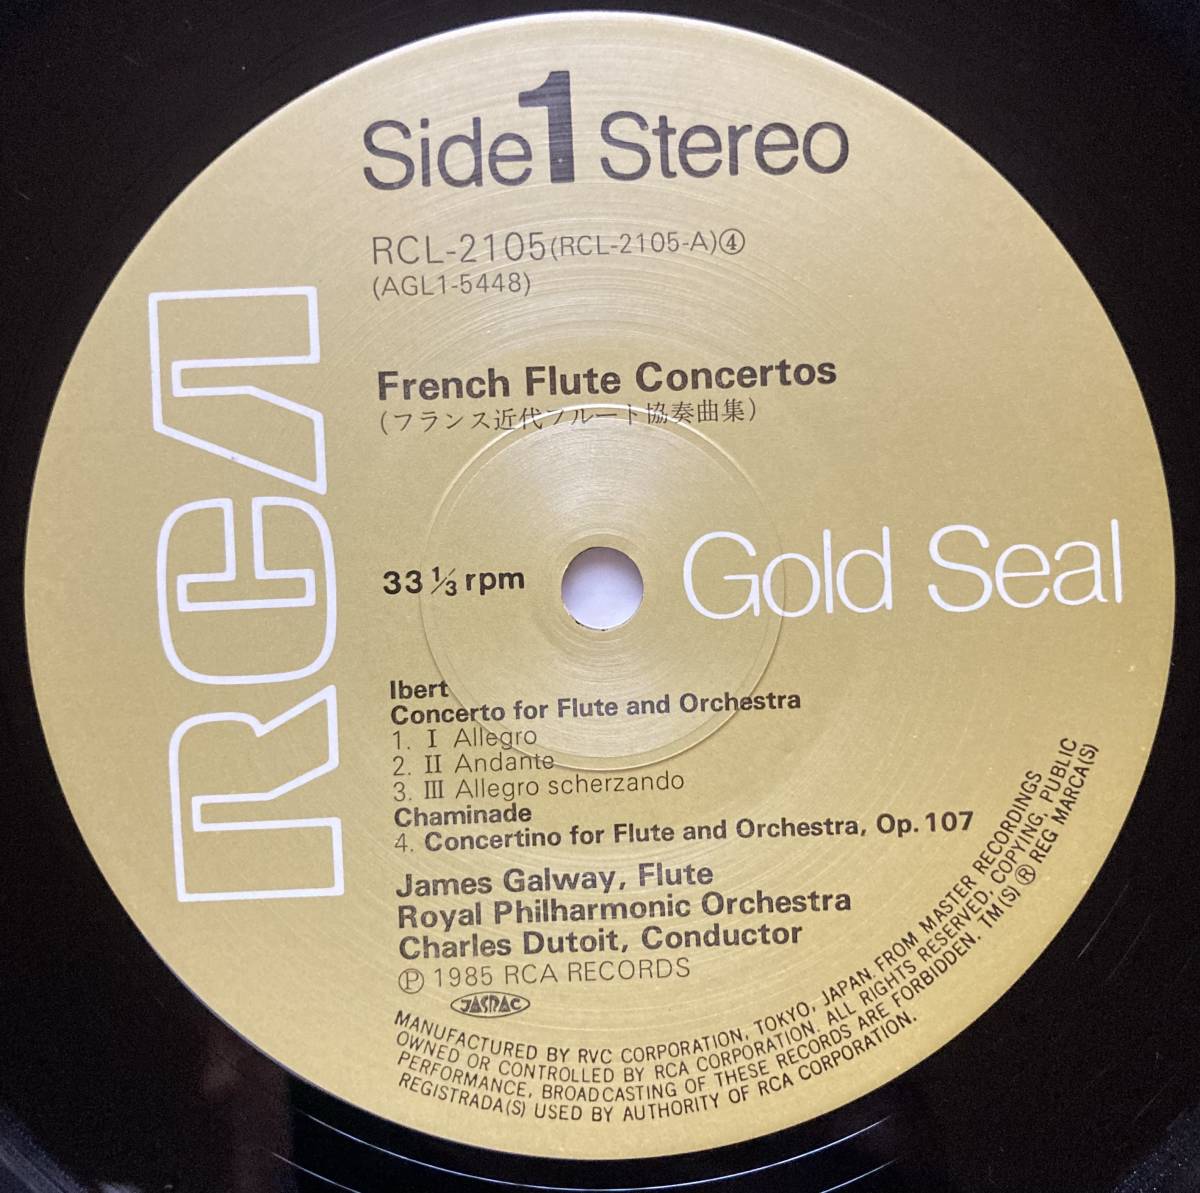 Side 1 Stereo
RCL-2105(RCL-2105-A)④
(AGL1-5448)
RCA
French Flute Concertos
(フランス近代フルート協奏曲集)
33 1/3 rpm
Gold Seal
Ibert
Concerto for Flute and Orchestra
1. I Allegro
2. II Andante
3. III Allegro scherzando
Chaminade
4. Concertino for Flute and Orchestra, Op.107
James Galway, Flute
Royal Philharmonic Orchestra
Charles Dutoit, Conductor
Ⓟ 1985 RCA RECORDS
JASRAC
MANUFACTURED BY RVC CORPORATION, TOKYO, JAPAN. FROM MASTER RECORDINGS
OWNED OR CONTROLLED BY RCA CORPORATION. ALL RIGHTS RESERVED, COPYING, PUBLIC
PERFORMANCE, BROADCASTING OF THESE RECORDS ARE FORBIDDEN. TM(S) ® REG MARCA(S)
REGISTRADA(S) USED BY AUTHORITY OF RCA CORPORATION.